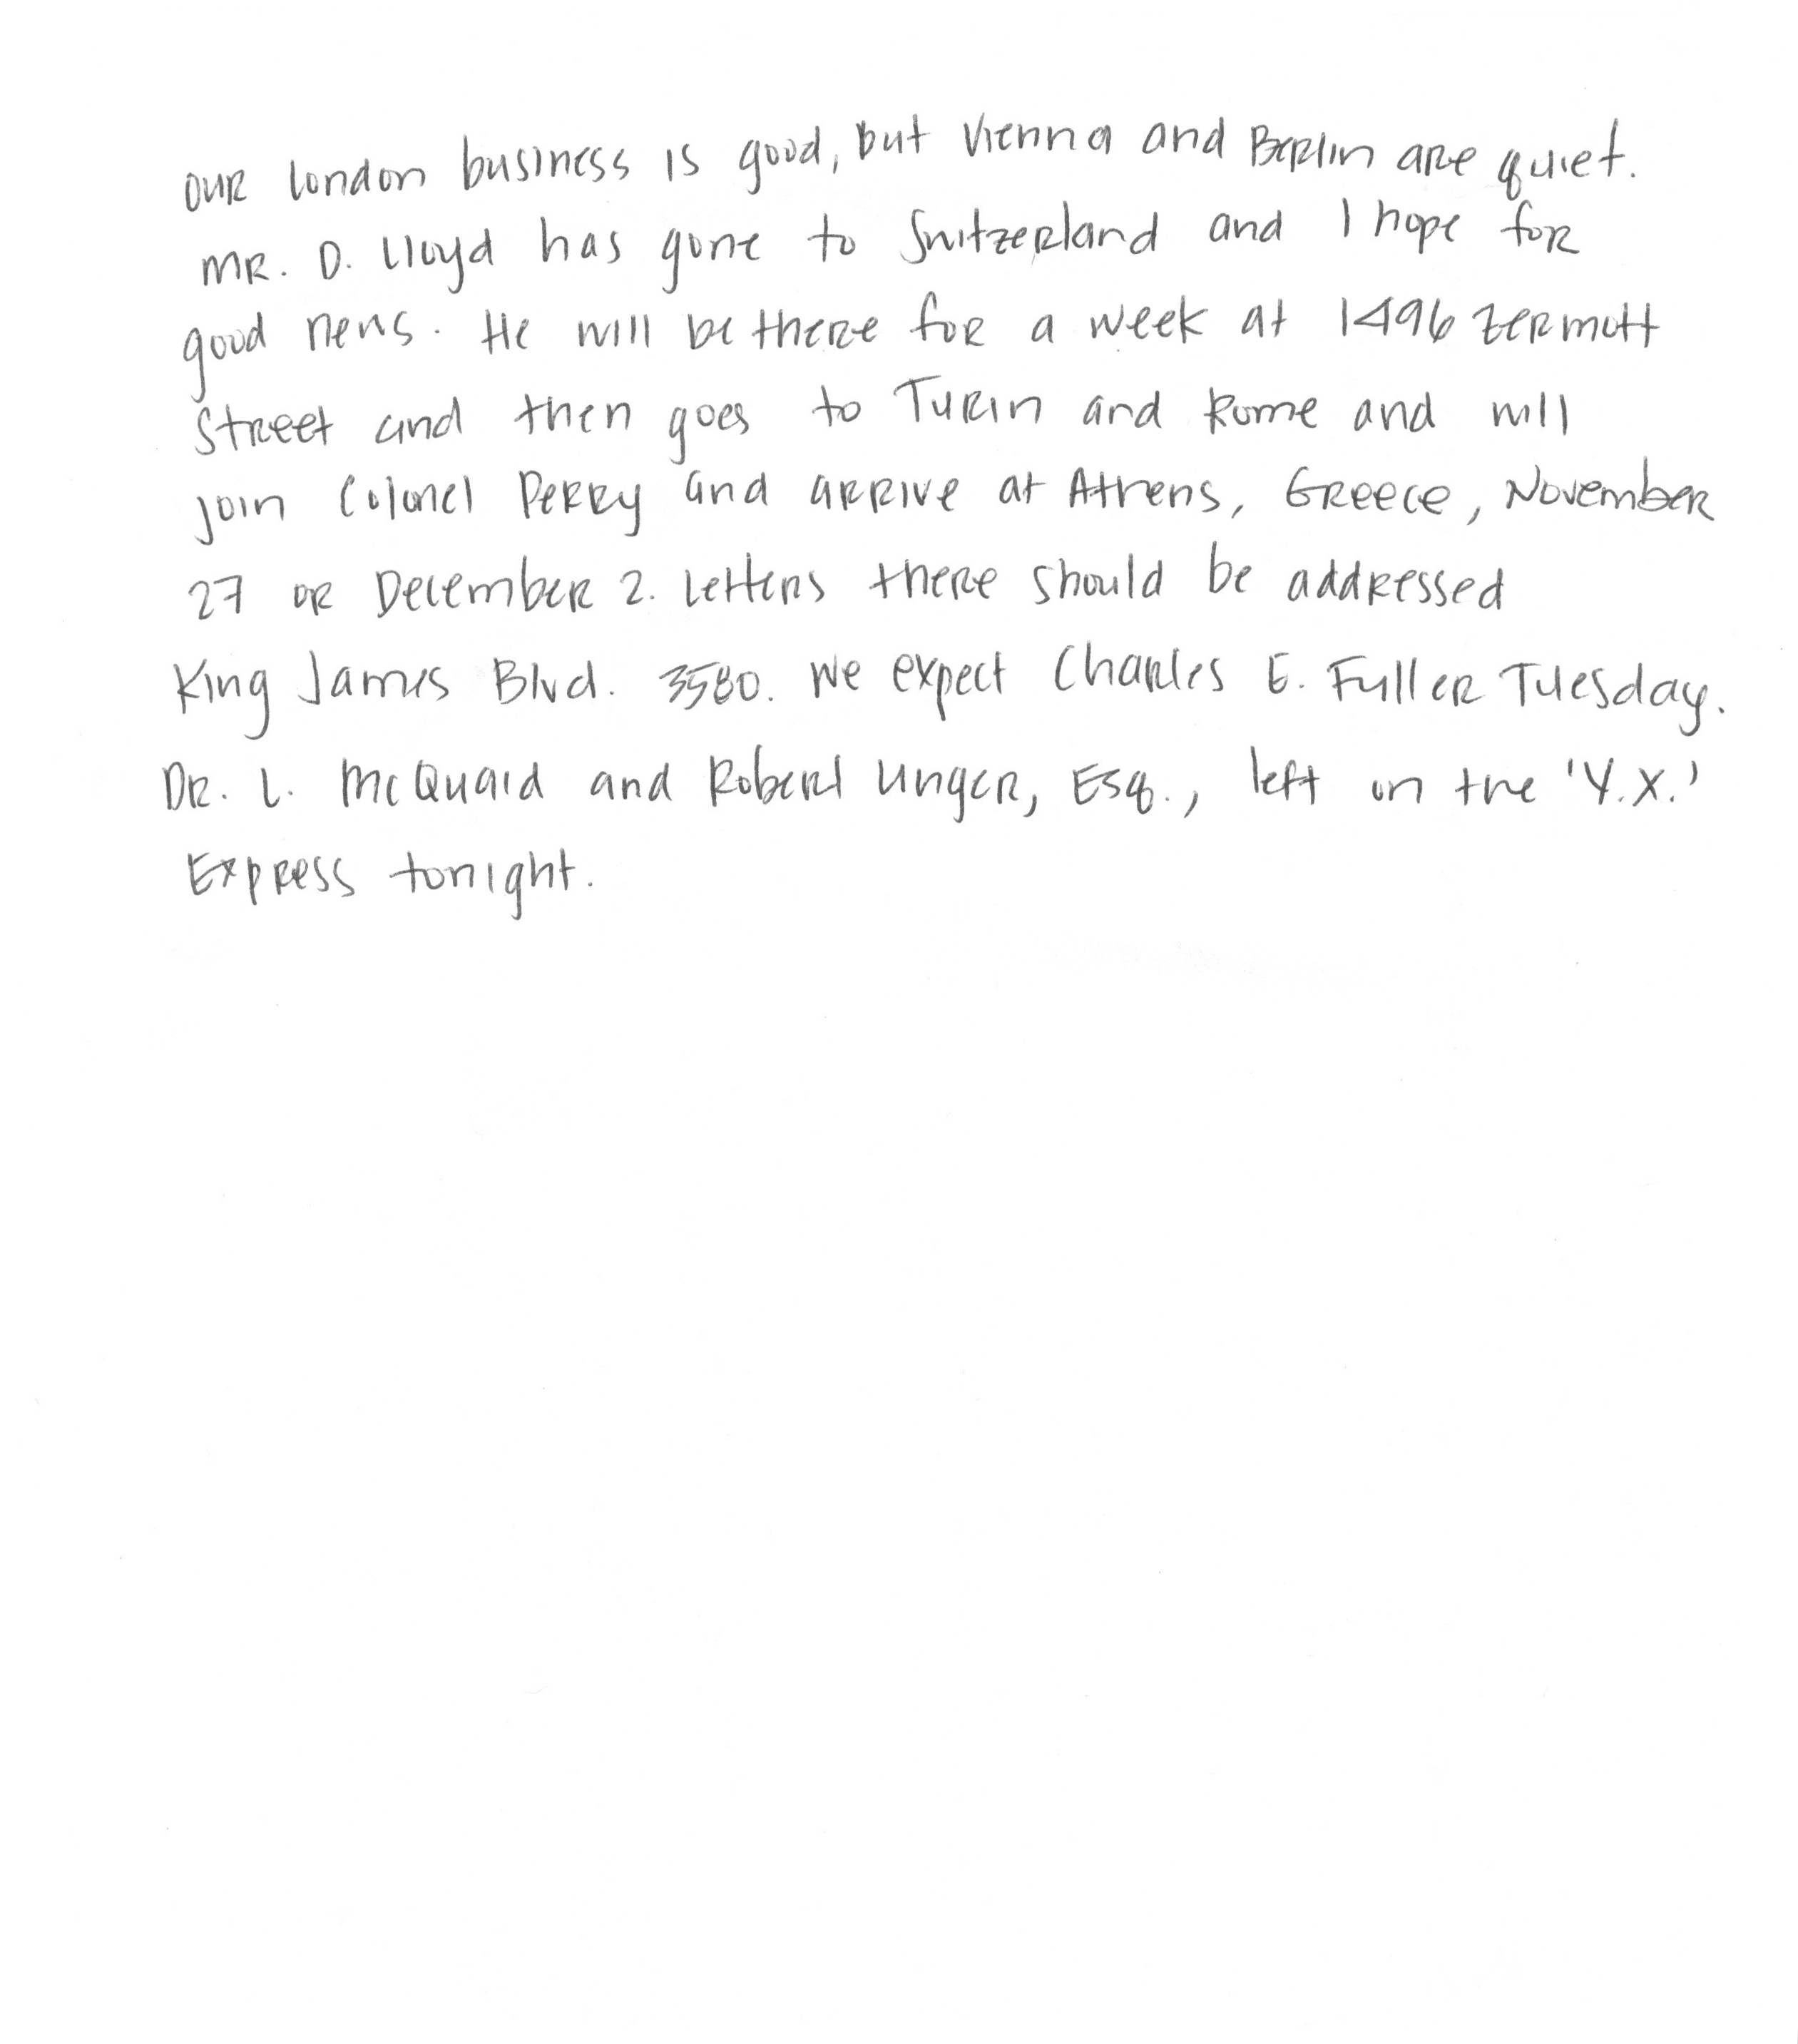 Our London business is good, but Vienna and Berlin are quiet.
Mr. D. Lloyd has gone to Switzerland and I hope for
good news. He will be there for a week at 1496 Zermott
Street and then goes to Turin and Rome and will
join Colonel Perry and arrive at Athens, Greece, November
27 or December 2. Letters there should be addressed
King James Blvd. 3580. We expect Charles E. Fuller Tuesday.
Dr. L. McQuaid and Robert Unger, Esq., left on the 'Y.X.'
Express tonight.